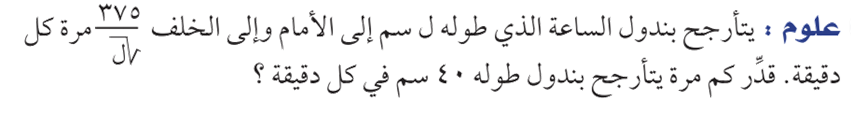 علوم : يتأرجح بندول الساعة الذي طوله ل سم إلى الأمام وإلى الخلف ٣٧٥/√ل مرة كل
دقيقة. قدِّر كم مرة يتأرجح بندول طوله ٤٠ سم في كل دقيقة ؟